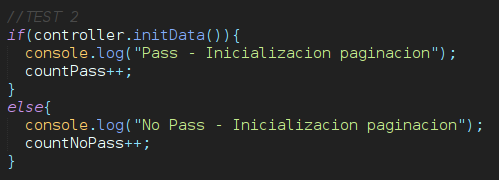 //TEST 2
if(controller.initData()){
  console.log("Pass - Inicializacion paginacion");
  countPass++;
}
else{
  console.log("No Pass - Inicializacion paginacion");
  countNoPass++;
}